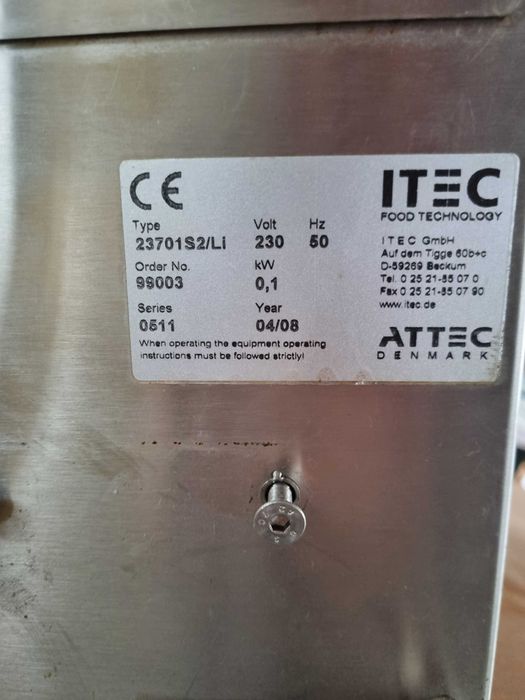 CE
ITEC
FOOD TECHNOLOGY
Type Volt Hz
23701S2/Li 230 50
Order No. kW
99003 0,1
Series Year
0511 04/08
When operating the equipment operating
instructions must be followed strictly!
ITEC GmbH
Auf dem Tigge 60b+c
D-59269 Beckum
Tel. 0 25 21-85 07 0
Fax 0 25 21-85 07 90
www.itec.de
ATTEC
DENMARK